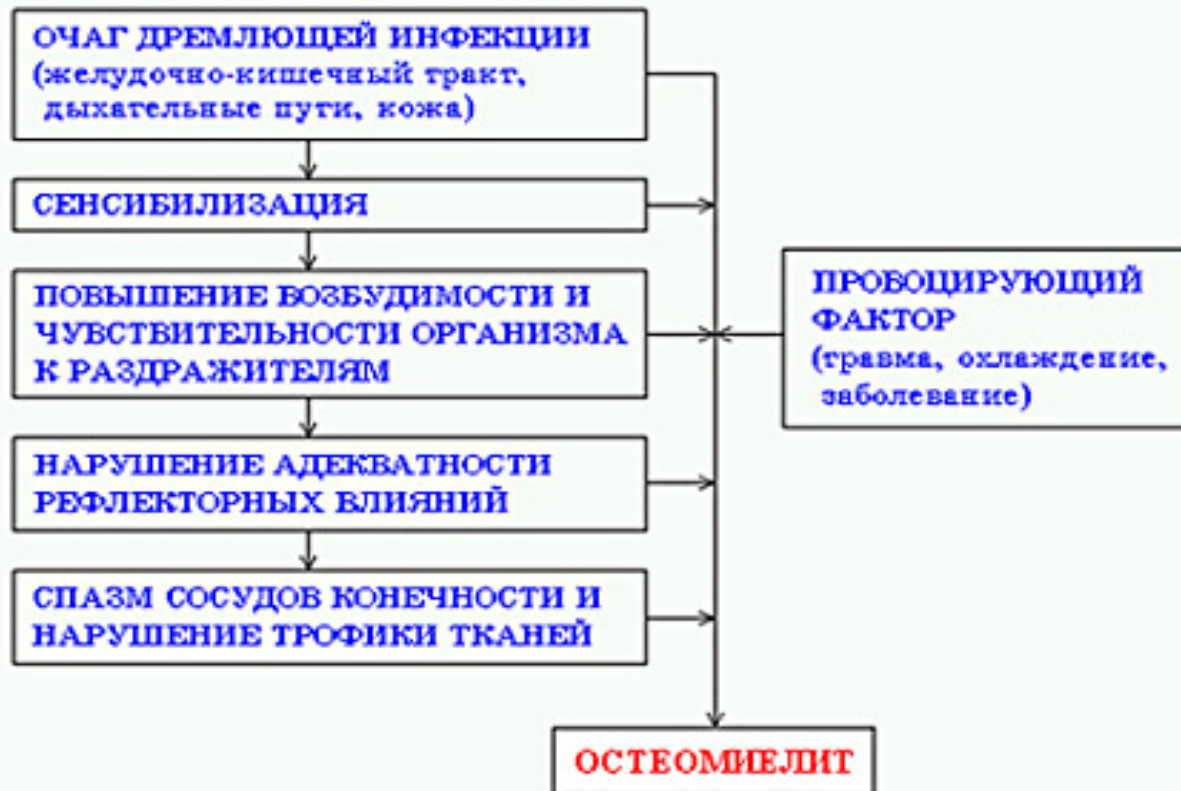 ОЧАГ ДРЕМЛЮЩЕЙ ИНФЕКЦИИ
(желудочно-кишечный тракт,
дыхательные пути, кожа)
СЕНСИБИЛИЗАЦИЯ
ПОВЫШЕНИЕ ВОЗБУДИМОСТИ И
ЧУВСТВИТЕЛЬНОСТИ ОРГАНИЗМА
К РАЗДРАЖИТЕЛЯМ
НАРУШЕНИЕ АДЕКВАТНОСТИ
РЕФЛЕКТОРНЫХ ВЛИЯНИЙ
СПАЗМ СОСУДОВ КОНЕЧНОСТИ И
НАРУШЕНИЕ ТРОФИКИ ТКАНЕЙ
ПРОВОЦИРУЮЩИЙ
ФАКТОР
(травма, охлаждение,
заболевание)
ОСТЕОМИЕЛИТ